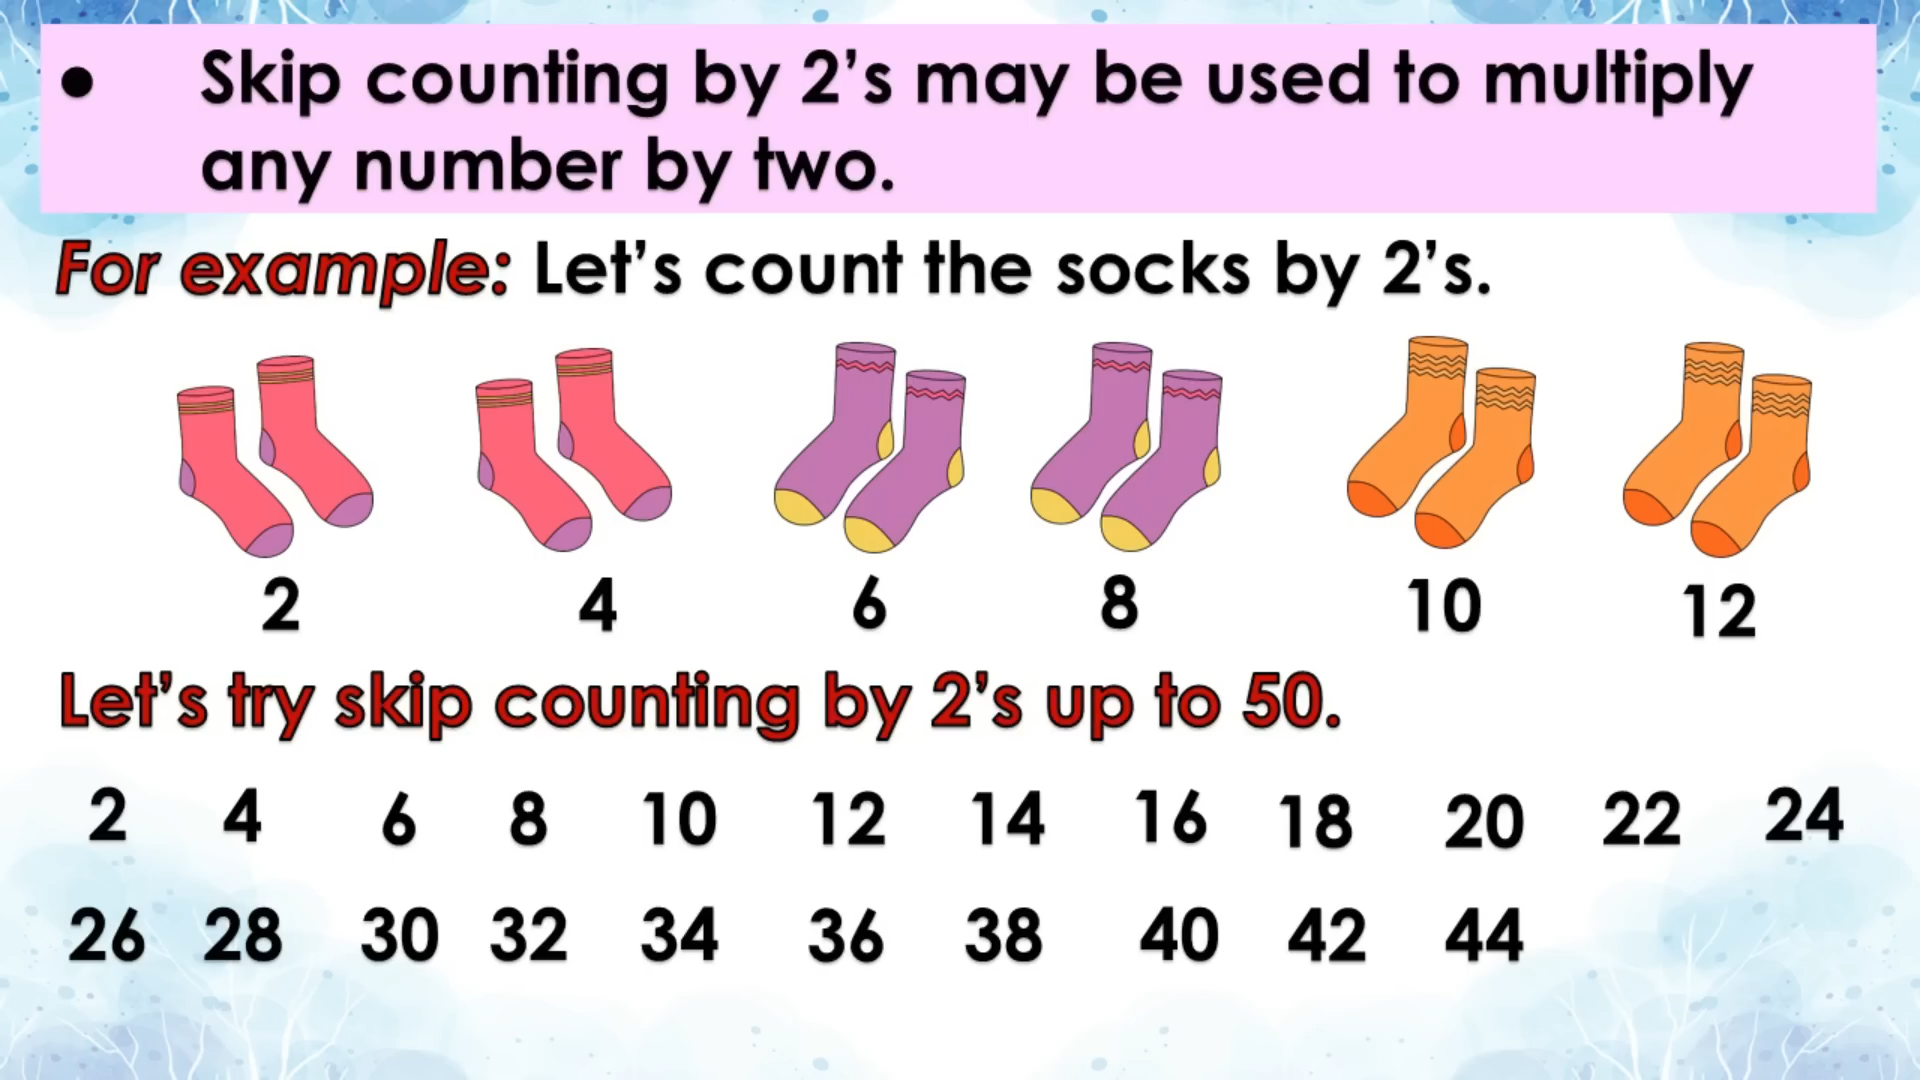 ● Skip counting by 2’s may be used to multiply
any number by two.
For example: Let’s count the socks by 2’s.
2 4 6 8 10 12
Let’s try skip counting by 2’s up to 50.
2 4 6 8 10 12 14 16 18 20 22 24
26 28 30 32 34 36 38 40 42 44